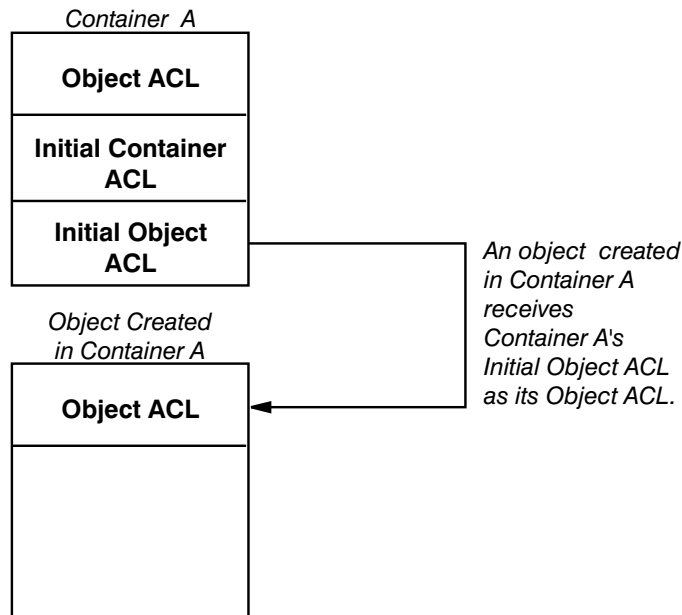 Container A
Object ACL
Initial Container
ACL
Initial Object
ACL
An object created
in Container A
receives
Container A's
Initial Object ACL
as its Object ACL.
Object Created
in Container A
Object ACL